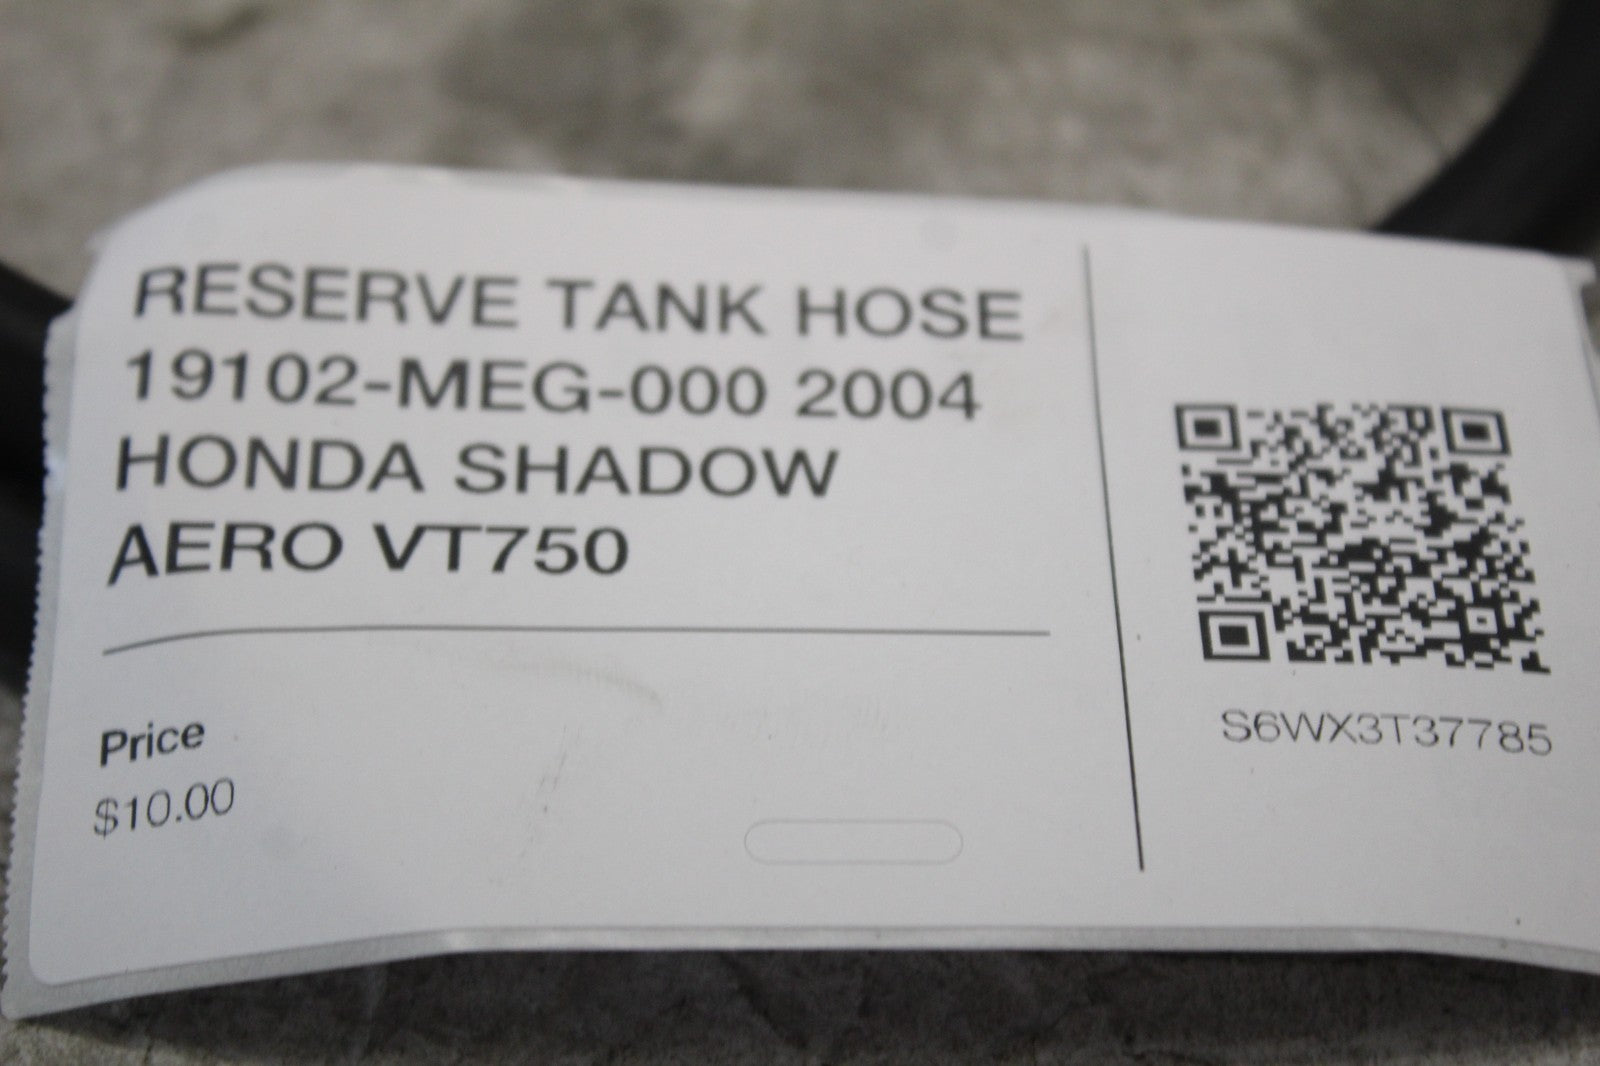 RESERVE TANK HOSE
19102-MEG-000 2004
HONDA SHADOW
AERO VT750
Price
$10.00
S6WX3T37785